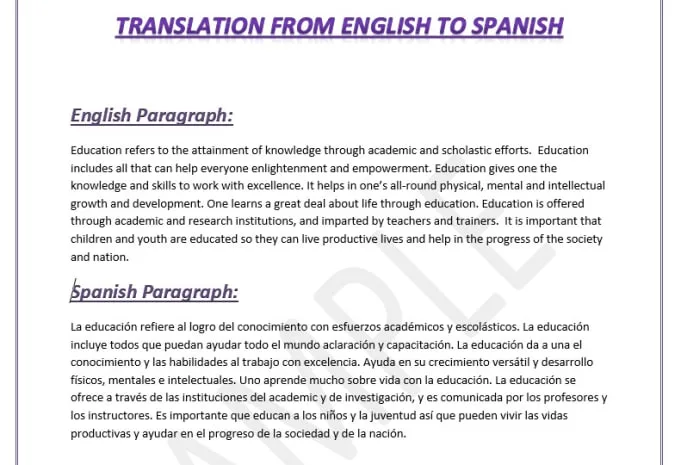 TRANSLATION FROM ENGLISH TO SPANISH
English Paragraph:
Education refers to the attainment of knowledge through academic and scholastic efforts.  Education
includes all that can help everyone enlightenment and empowerment. Education gives one the
knowledge and skills to work with excellence. It helps in one’s all-round physical, mental and intellectual
growth and development. One learns a great deal about life through education. Education is offered
through academic and research institutions, and imparted by teachers and trainers.  It is important that
children and youth are educated so they can live productive lives and help in the progress of the society
and nation.
Spanish Paragraph:
La educación refiere al logro del conocimiento con esfuerzos académicos y escolásticos. La educación
incluye todos que puedan ayudar todo el mundo aclaración y capacitación. La educación da a una el
conocimiento y las habilidades al trabajo con excelencia. Ayuda en su crecimiento versátil y desarrollo
físicos, mentales e intelectuales. Uno aprende mucho sobre vida con la educación. La educación se
ofrece a través de las instituciones del academic y de investigación, y es comunicada por los profesores y
los instructores. Es importante que educan a los niños y la juventud así que pueden vivir las vidas
productivas y ayudar en el progreso de la sociedad y de la nación.